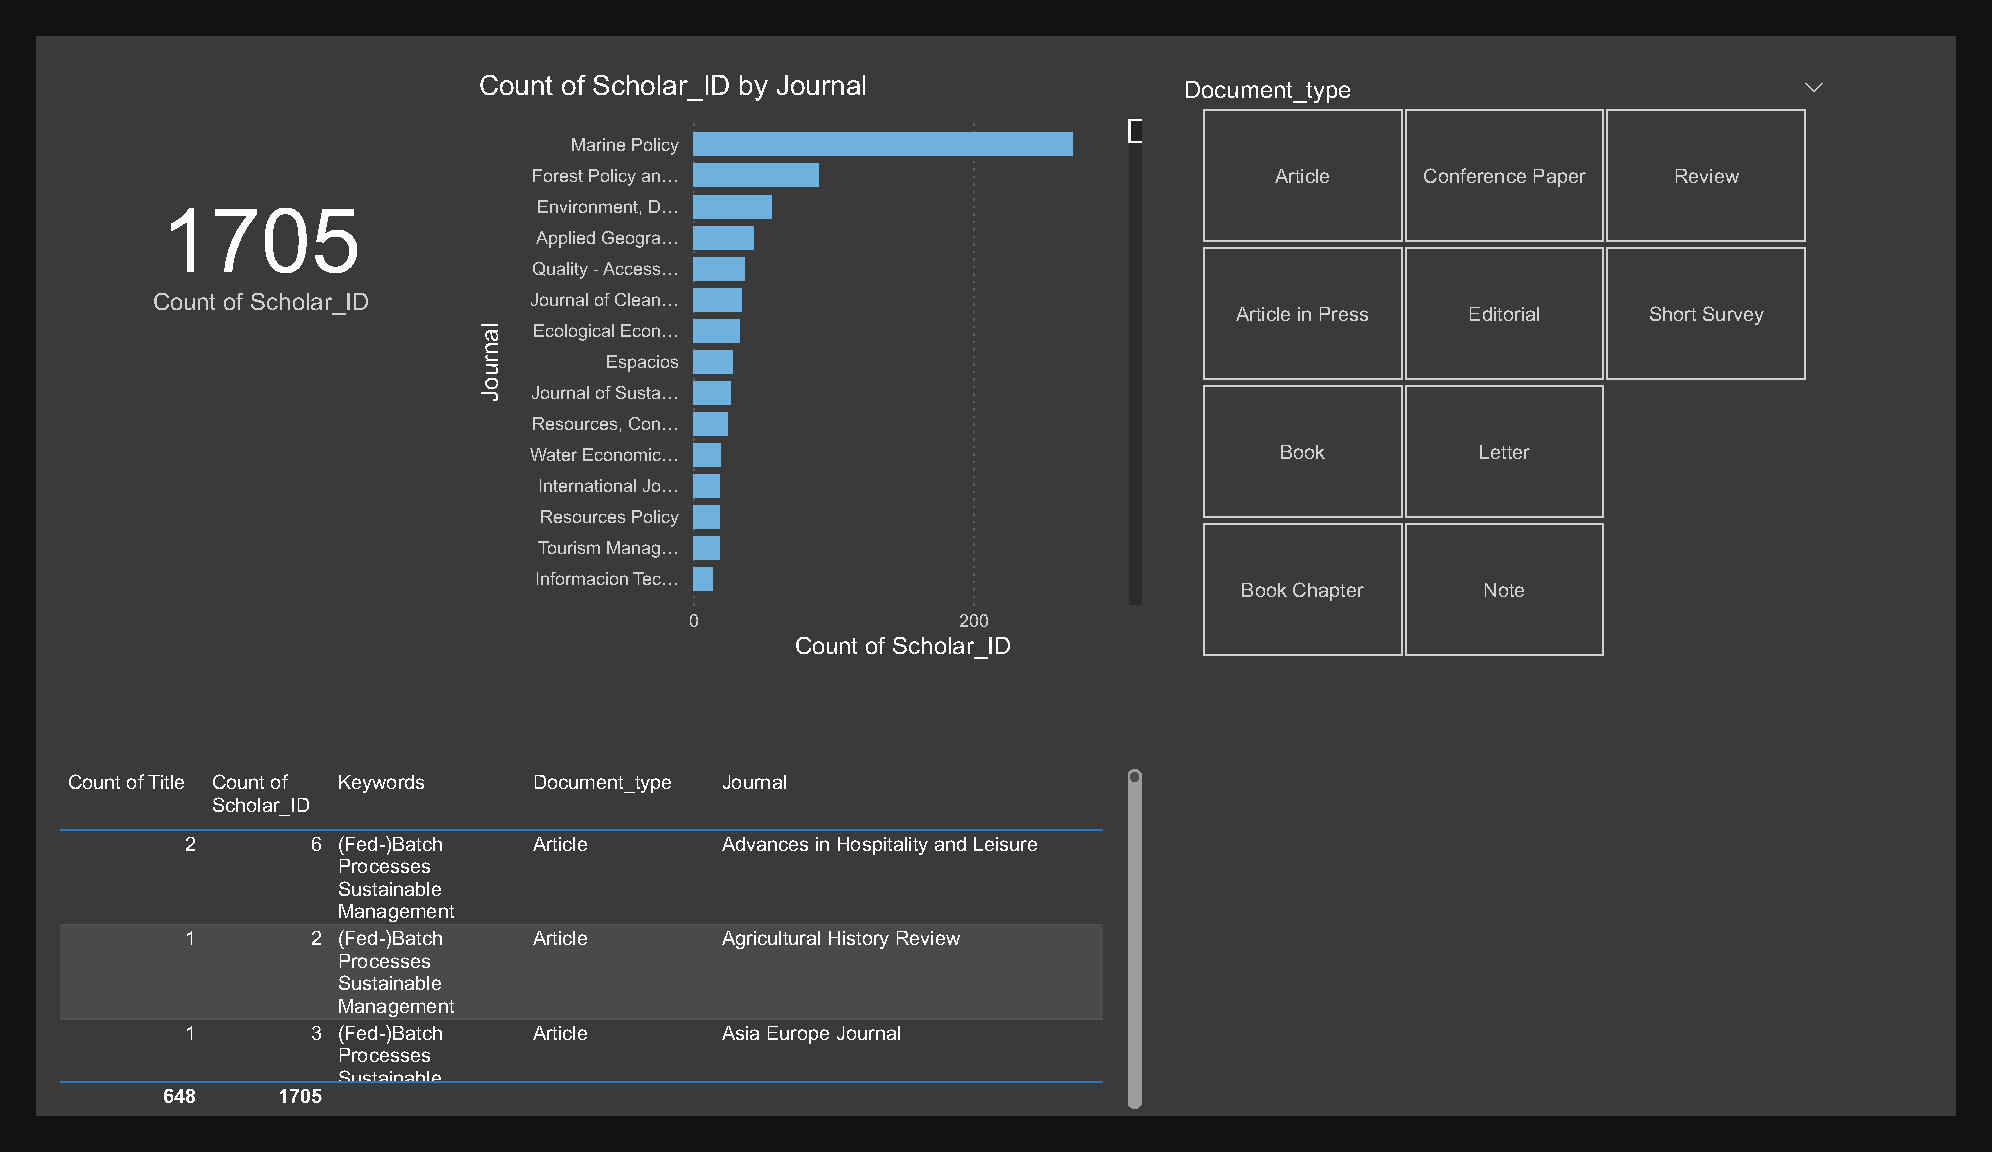 1705
Count of Scholar_ID
Count of Scholar_ID by Journal
Journal
Marine Policy
Forest Policy an…
Environment, D…
Applied Geogra…
Quality - Access…
Journal of Clean…
Ecological Econ…
Espacios
Journal of Susta…
Resources, Con…
Water Economic…
International Jo…
Resources Policy
Tourism Manag…
Informacion Tec…
0 200
Count of Scholar_ID
Document_type
Article Conference Paper Review
Article in Press Editorial Short Survey
Book Letter
Book Chapter Note
Count of Title Count of Keywords Document_type Journal
Scholar_ID
2 6 (Fed-)Batch Article Advances in Hospitality and Leisure
Processes
Sustainable
Management
1 2 (Fed-)Batch Article Agricultural History Review
Processes
Sustainable
Management
1 3 (Fed-)Batch Article Asia Europe Journal
Processes
Sustainable
648 1705